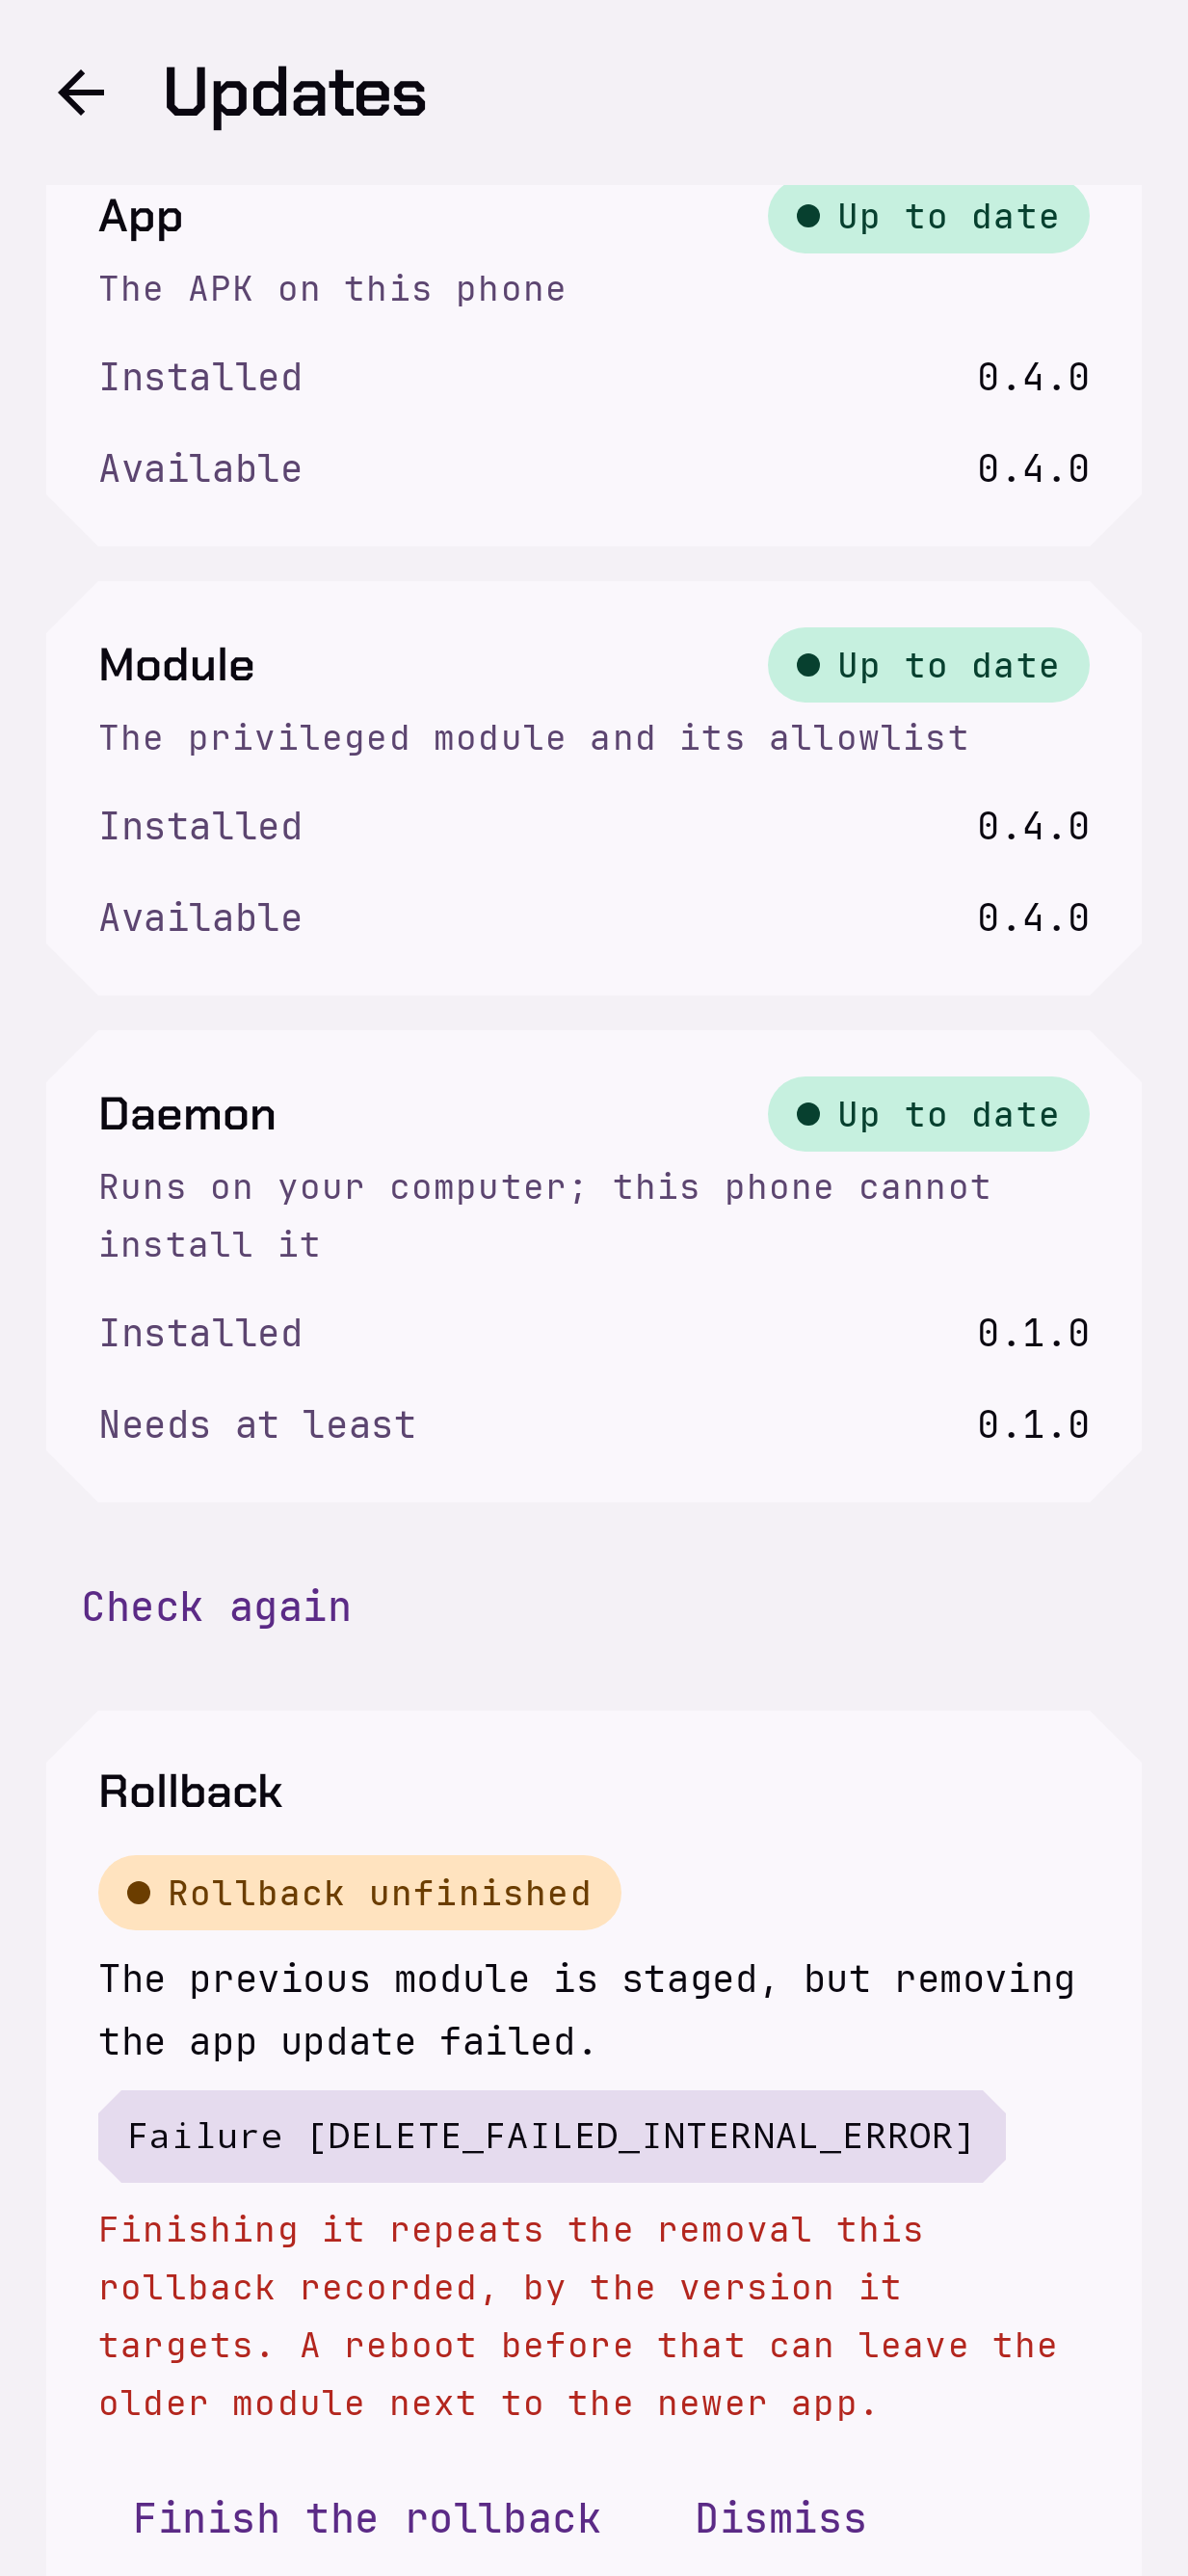 Updates
App
Up to date
The APK on this phone
Installed
0.4.0
Available
0.4.0
Module
Up to date
The privileged module and its allowlist
Installed
0.4.0
Available
0.4.0
Daemon
Up to date
Runs on your computer; this phone cannot
install it
Installed
0.1.0
Needs at least
0.1.0
Check again
Rollback
Rollback unfinished
The previous module is staged, but removing
the app update failed.
Failure [DELETE_FAILED_INTERNAL_ERROR]
Finishing it repeats the removal this
rollback recorded, by the version it
targets. A reboot before that can leave the
older module next to the newer app.
Finish the rollback
Dismiss